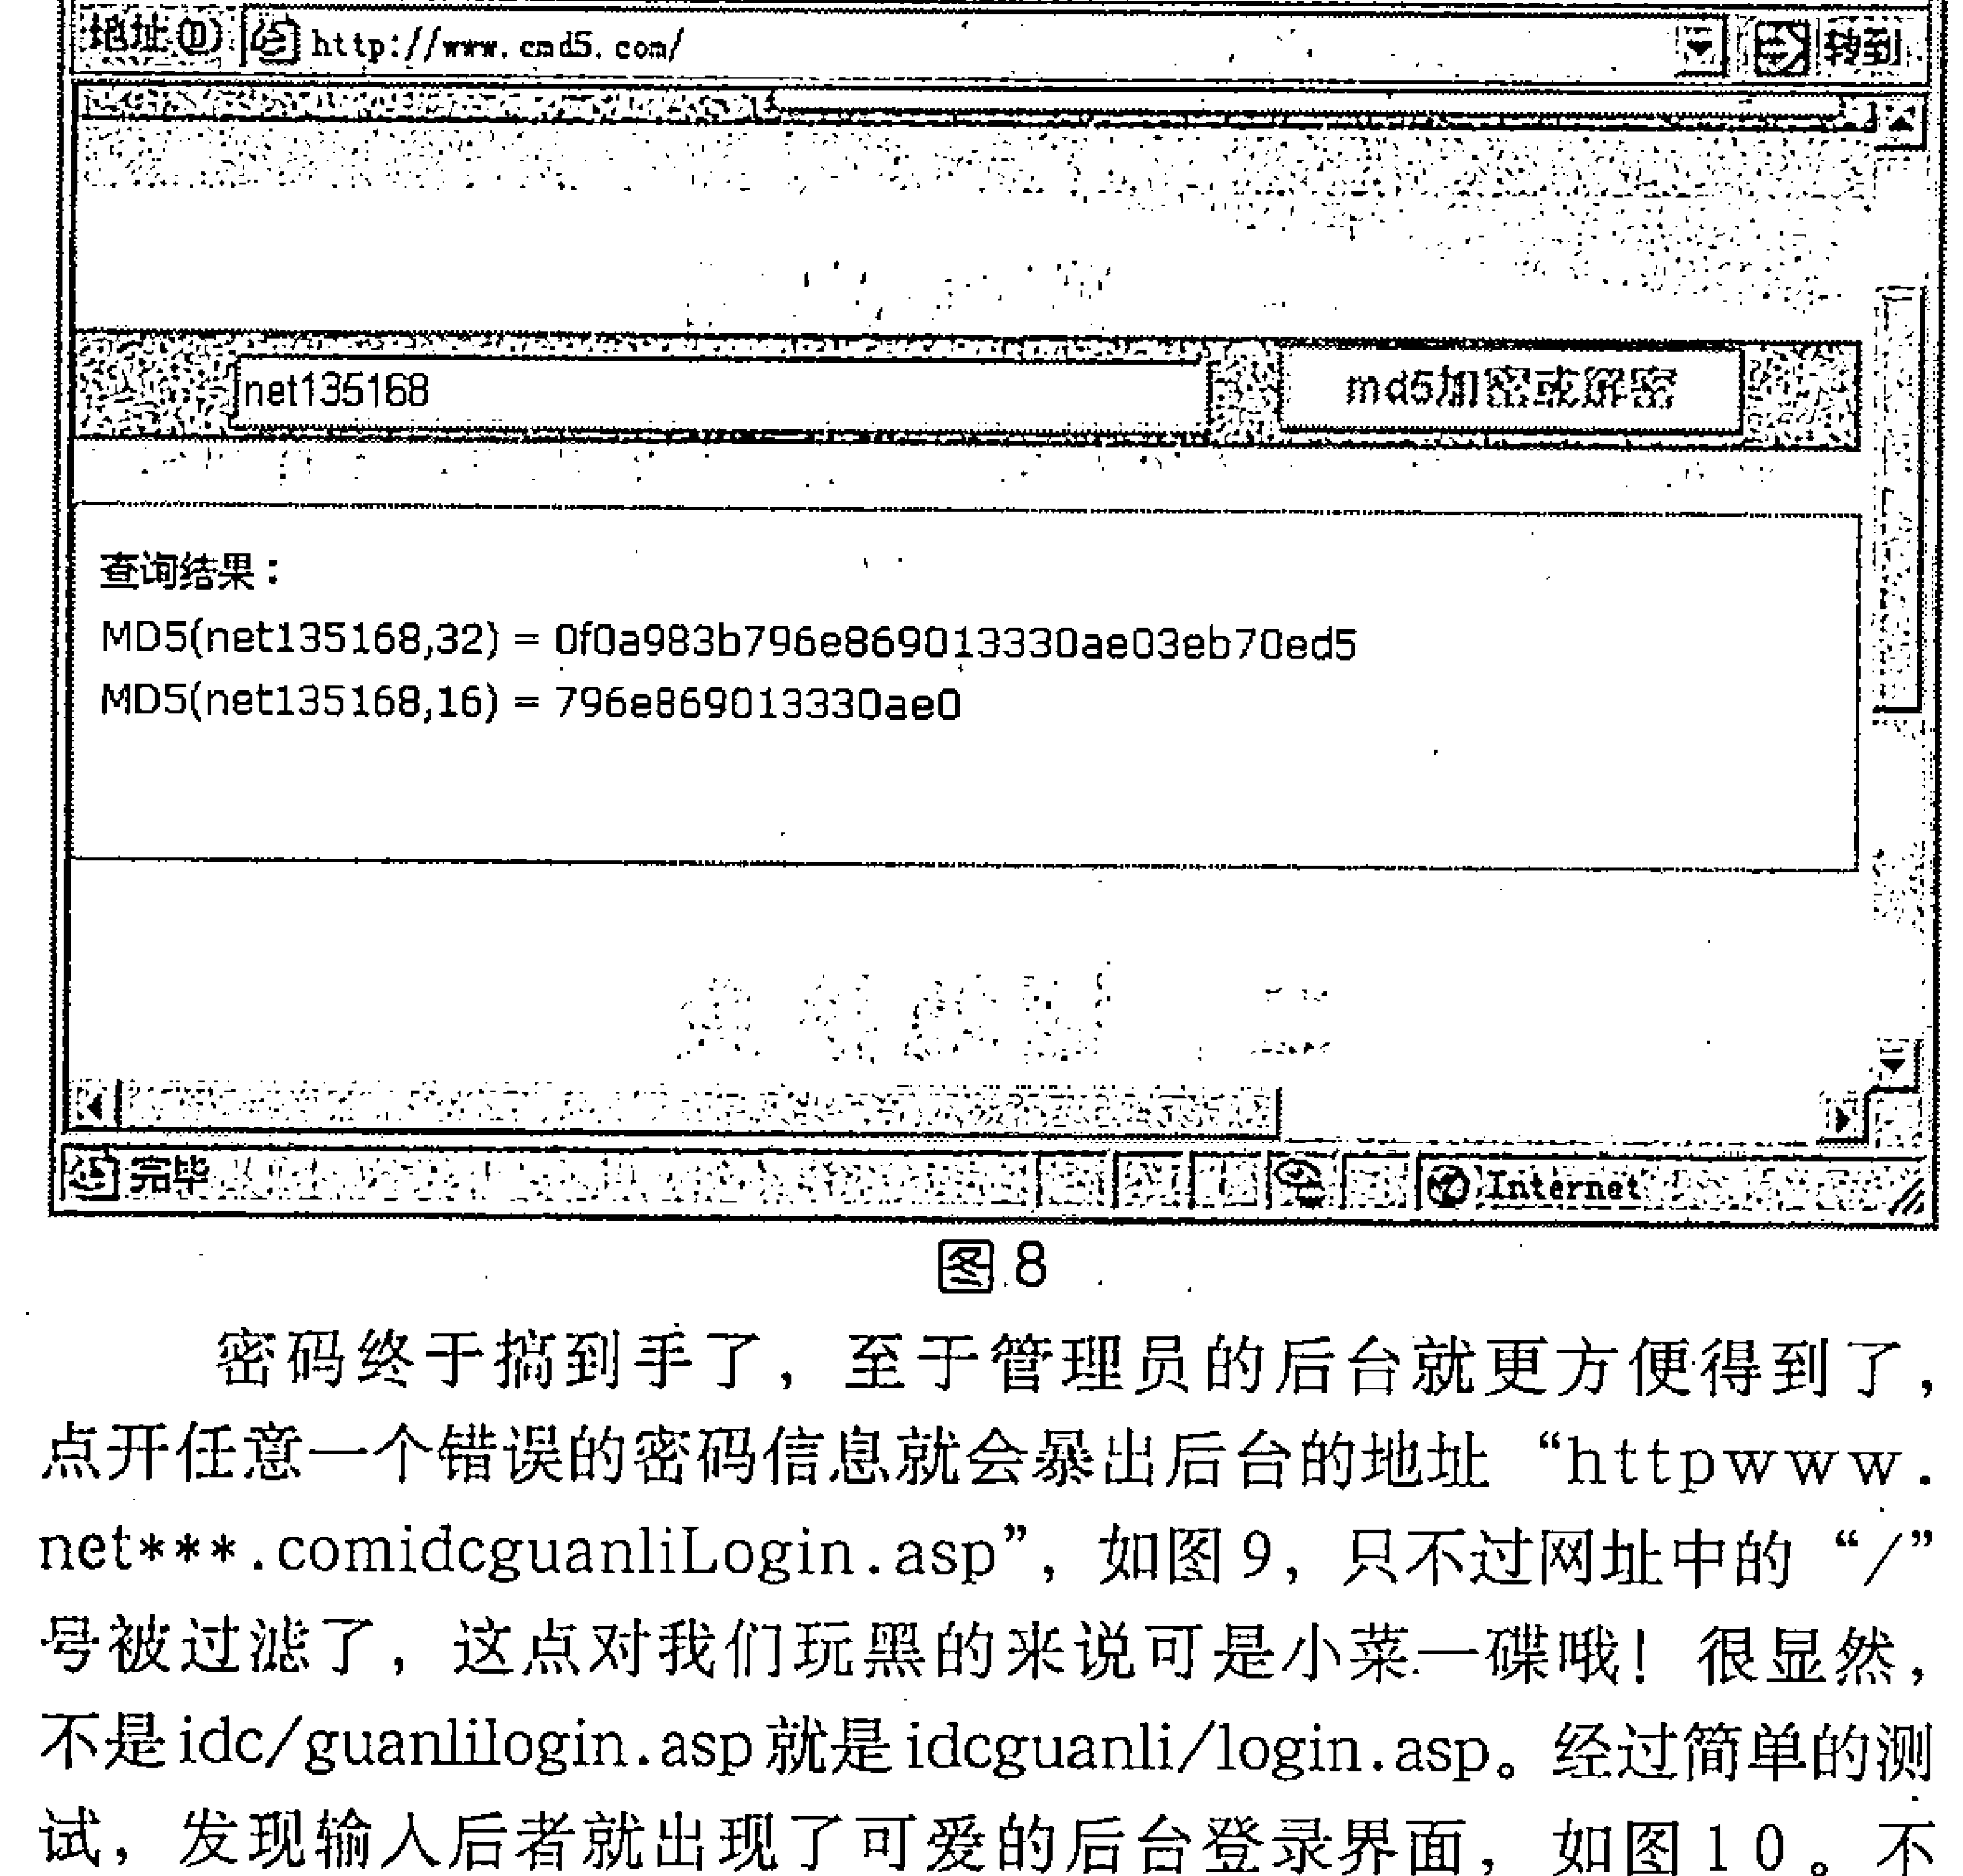 地址(D) http://www.cmd5.com/ 转到
net135168 md5加密或解密
查询结果：
MD5(net135168,32) = 0f0a983b796e869013330ae03eb70ed5
MD5(net135168,16) = 796e869013330ae0
完毕 Internet
图 8
密码终于搞到手了，至于管理员的后台就更方便得到了，
点开任意一个错误的密码信息就会暴出后台的地址“httpwww.
net***.comidcguanliLogin.asp”，如图 9，只不过网址中的“/”
号被过滤了，这点对我们玩黑的来说可是小菜一碟哦！很显然，
不是idc/guanlilogin.asp就是idcguanli/login.asp。经过简单的测
试，发现输入后者就出现了可爱的后台登录界面，如图10。不